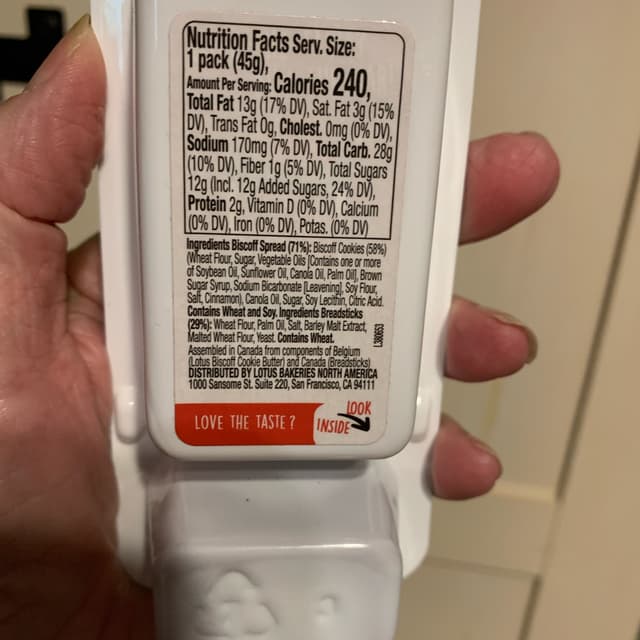 Nutrition Facts Serv. Size:
1 pack (45g),
Amount Per Serving: Calories 240,
Total Fat 13g (17% DV), Sat. Fat 3g (15%
DV), Trans Fat 0g, Cholest. 0mg (0% DV),
Sodium 170mg (7% DV), Total Carb. 28g
(10% DV), Fiber 1g (5% DV), Total Sugars
12g (Incl. 12g Added Sugars, 24% DV),
Protein 2g, Vitamin D (0% DV), Calcium
(0% DV), Iron (0% DV), Potas. (0% DV)
Ingredients Biscoff Spread (71%): Biscoff Cookies (58%)
(Wheat Flour, Sugar, Vegetable Oils [Contains one or more
of Soybean Oil, Sunflower Oil, Canola Oil, Palm Oil], Brown
Sugar Syrup, Sodium Bicarbonate [Leavening], Soy Flour,
Salt, Cinnamon), Canola Oil, Sugar, Soy Lecithin, Citric Acid.
Contains Wheat and Soy. Ingredients Breadsticks
(29%): Wheat Flour, Palm Oil, Salt, Barley Malt Extract,
Malted Wheat Flour, Yeast. Contains Wheat.
Assembled in Canada from components of Belgium
(Lotus Biscoff Cookie Butter) and Canada (Breadsticks)
DISTRIBUTED BY LOTUS BAKERIES NORTH AMERICA
1000 Sansome St. Suite 220, San Francisco, CA 94111
1380653
LOVE THE TASTE?
LOOK
INSIDE